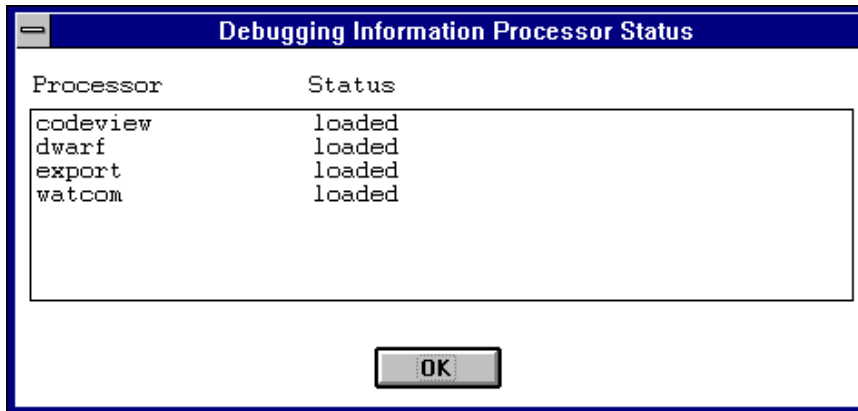 Debugging Information Processor Status
Processor Status
codeview loaded
dwarf loaded
export loaded
watcom loaded
OK